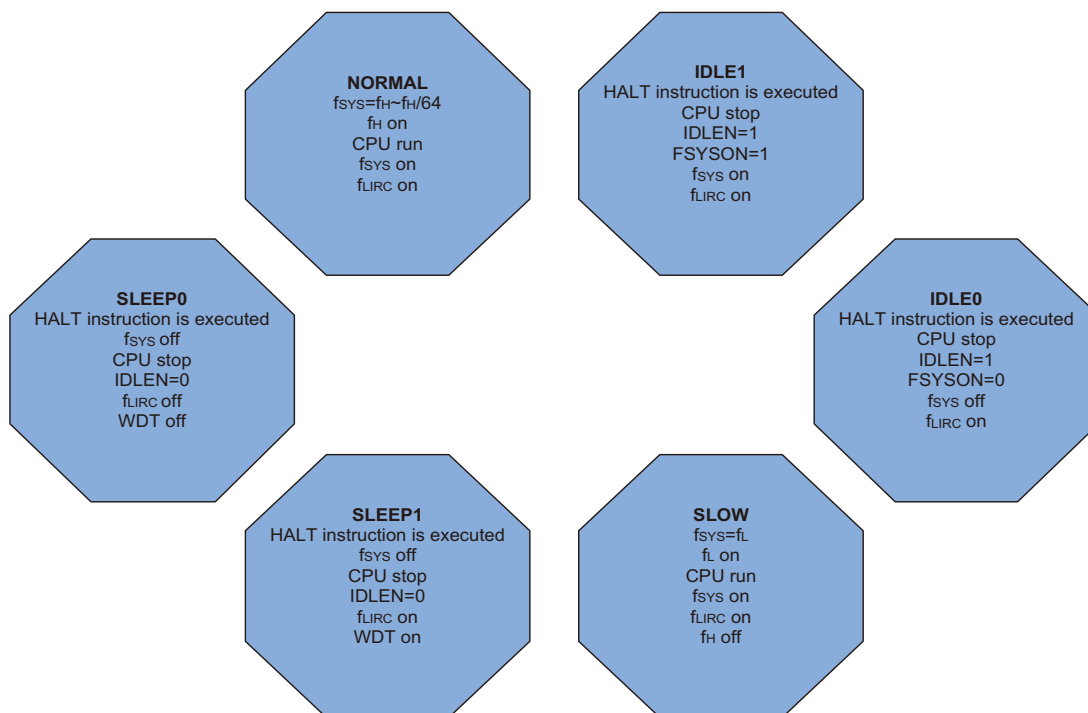 NORMAL
fSYS=fH~fH/64
fH on
CPU run
fSYS on
fLIRC on
IDLE1
HALT instruction is executed
CPU stop
IDLEN=1
FSYSON=1
fSYS on
fLIRC on
SLEEP0
HALT instruction is executed
fSYS off
CPU stop
IDLEN=0
fLIRC off
WDT off
IDLE0
HALT instruction is executed
CPU stop
IDLEN=1
FSYSON=0
fSYS off
fLIRC on
SLEEP1
HALT instruction is executed
fSYS off
CPU stop
IDLEN=0
fLIRC on
WDT on
SLOW
fSYS=fL
fL on
CPU run
fSYS on
fLIRC on
fH off